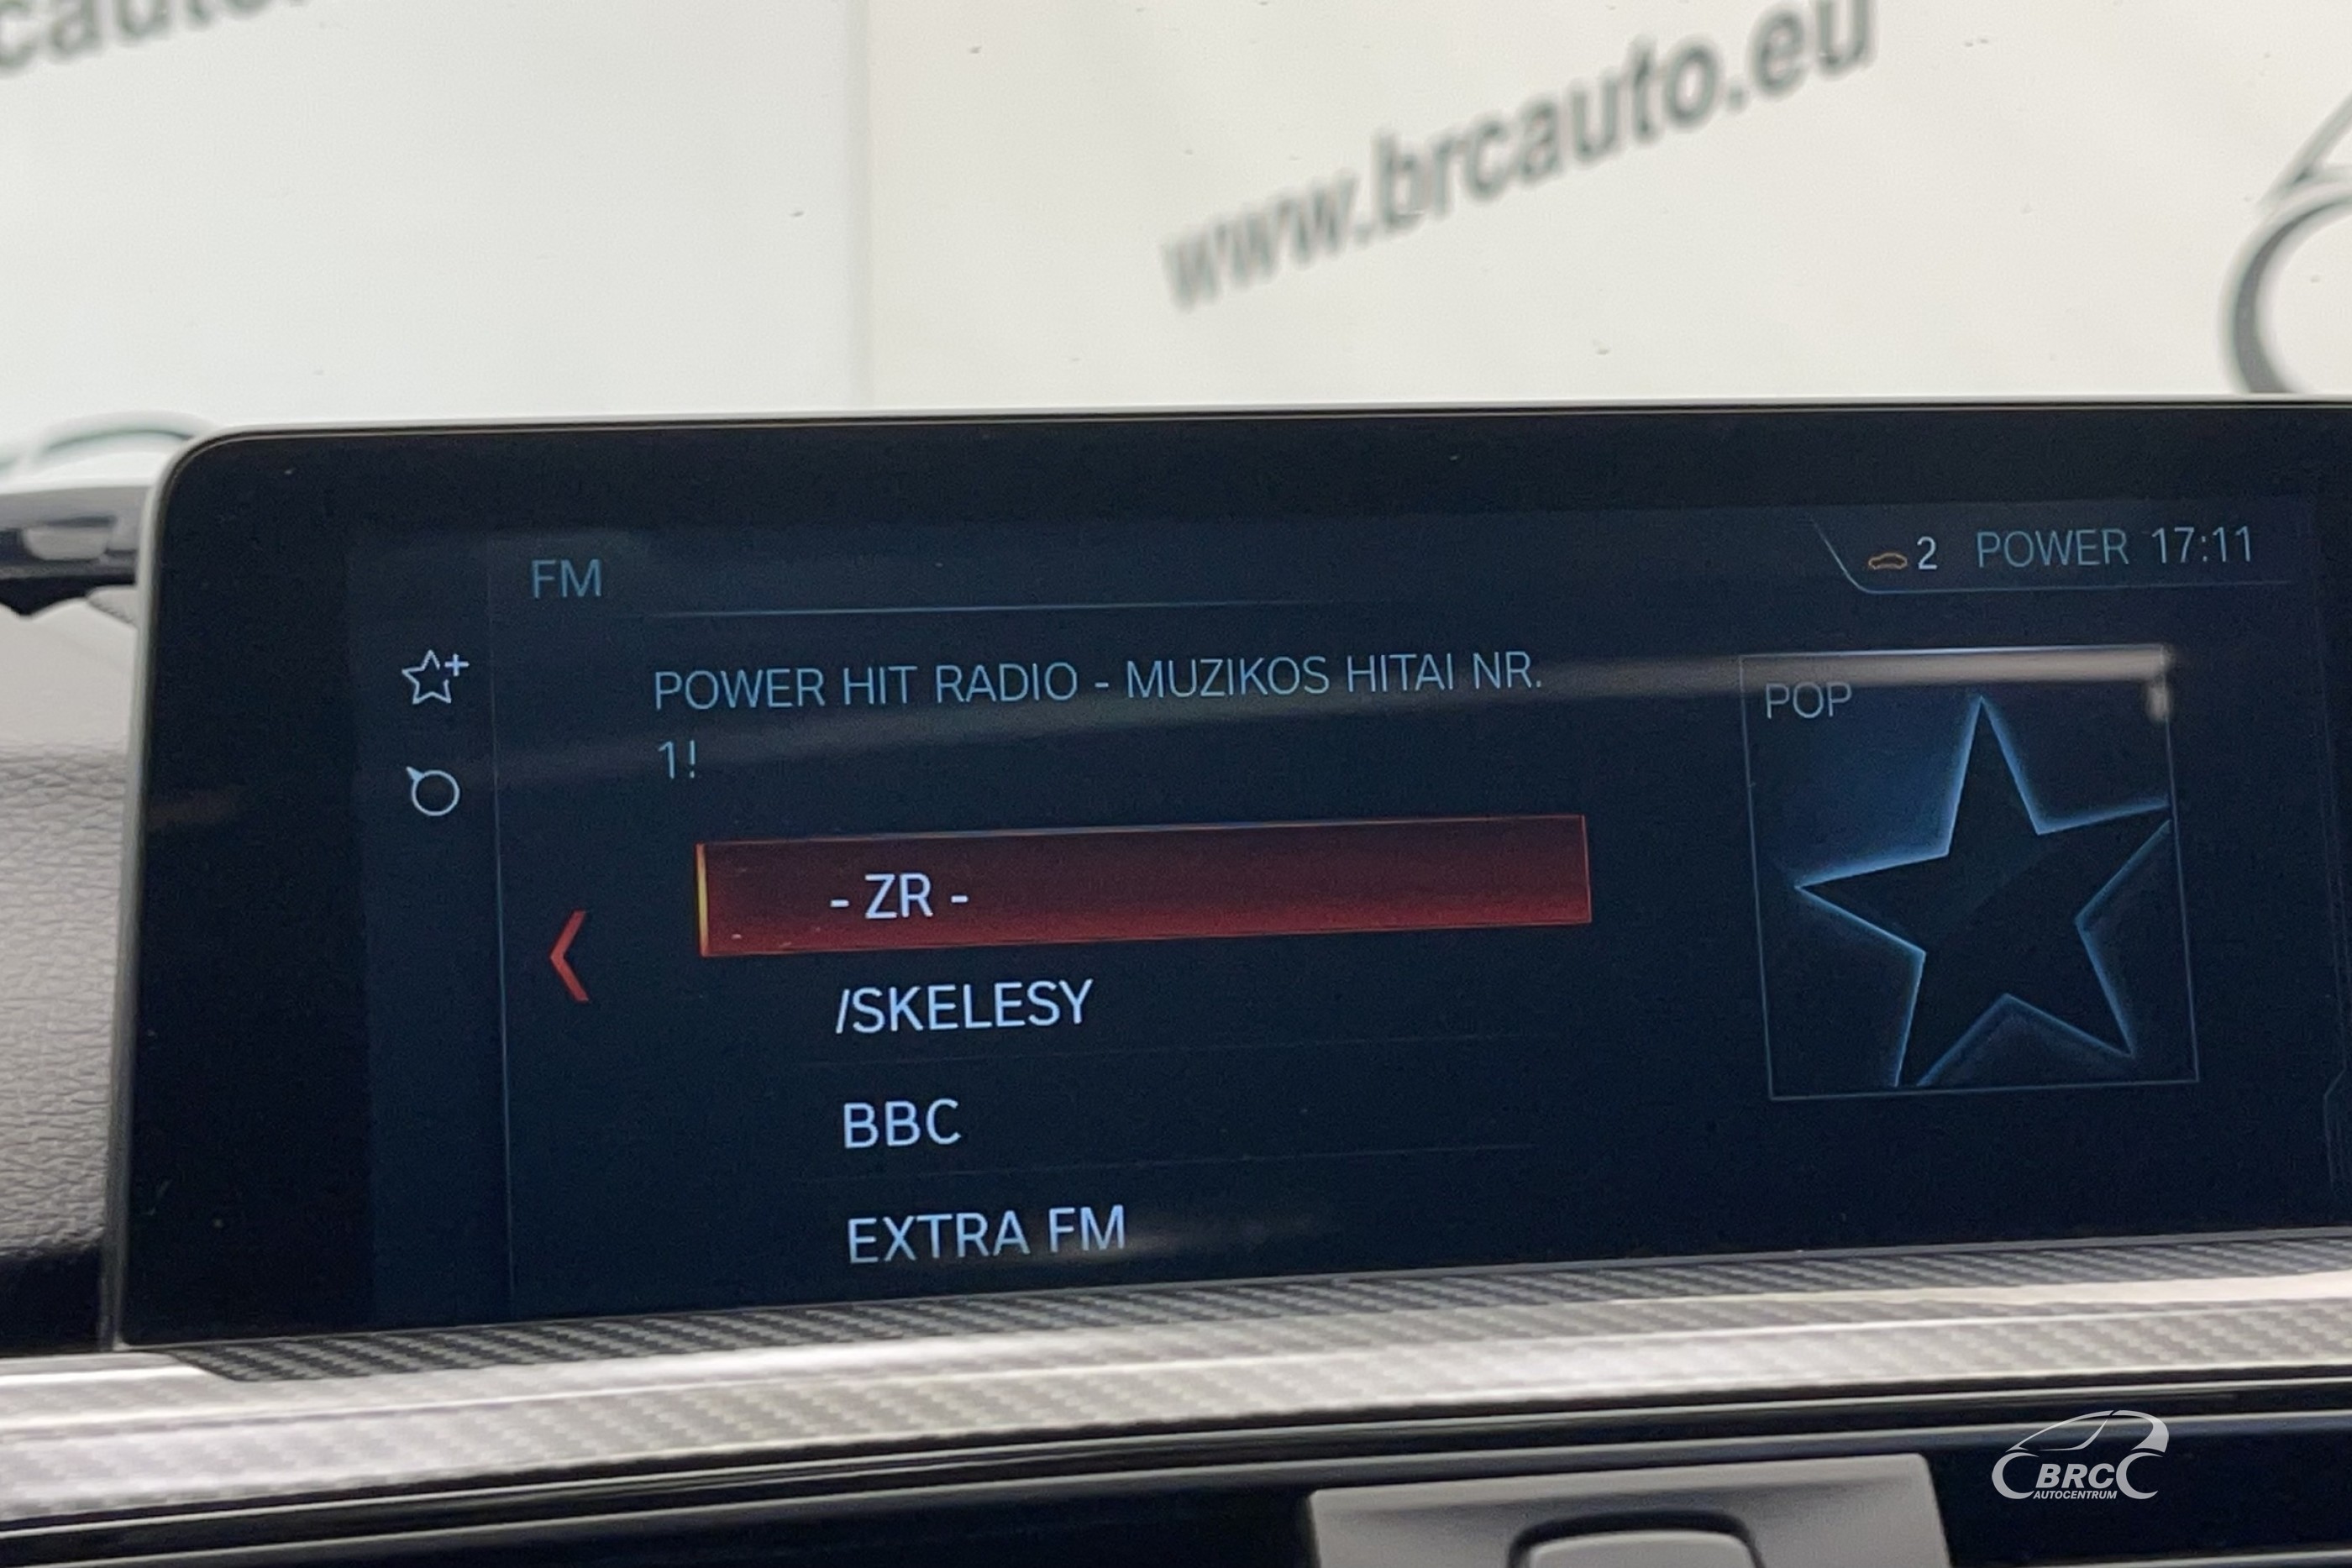 cauto.
www.brcauto.eu
FM
2 POWER 17:11
POWER HIT RADIO - MUZIKOS HITAI NR.
1!
POP
- ZR -
/SKELESY
BBC
EXTRA FM
BRC
AUTOCENTRUM